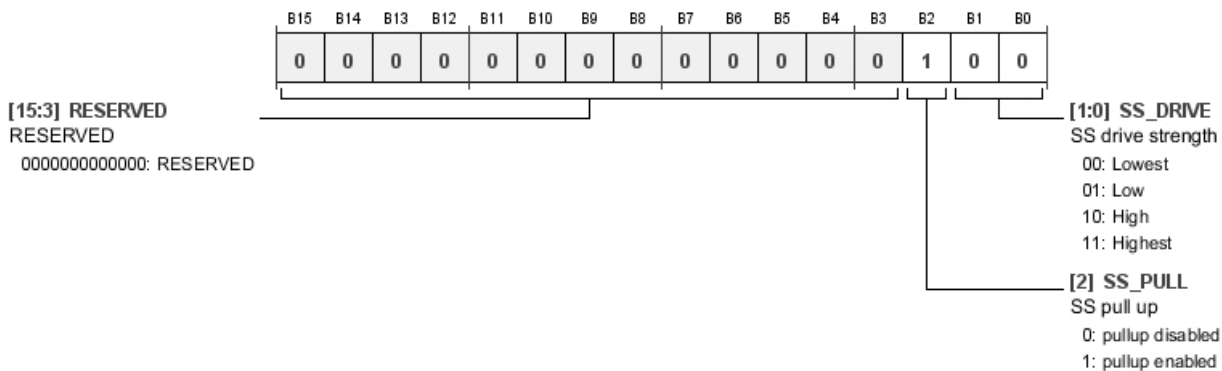 B15 B14 B13 B12 B11 B10 B9 B8 B7 B6 B5 B4 B3 B2 B1 B0
0 0 0 0 0 0 0 0 0 0 0 0 0 1 0 0
[15:3] RESERVED
RESERVED
0000000000000: RESERVED
[1:0] SS_DRIVE
SS drive strength
00: Lowest
01: Low
10: High
11: Highest
[2] SS_PULL
SS pull up
0: pullup disabled
1: pullup enabled